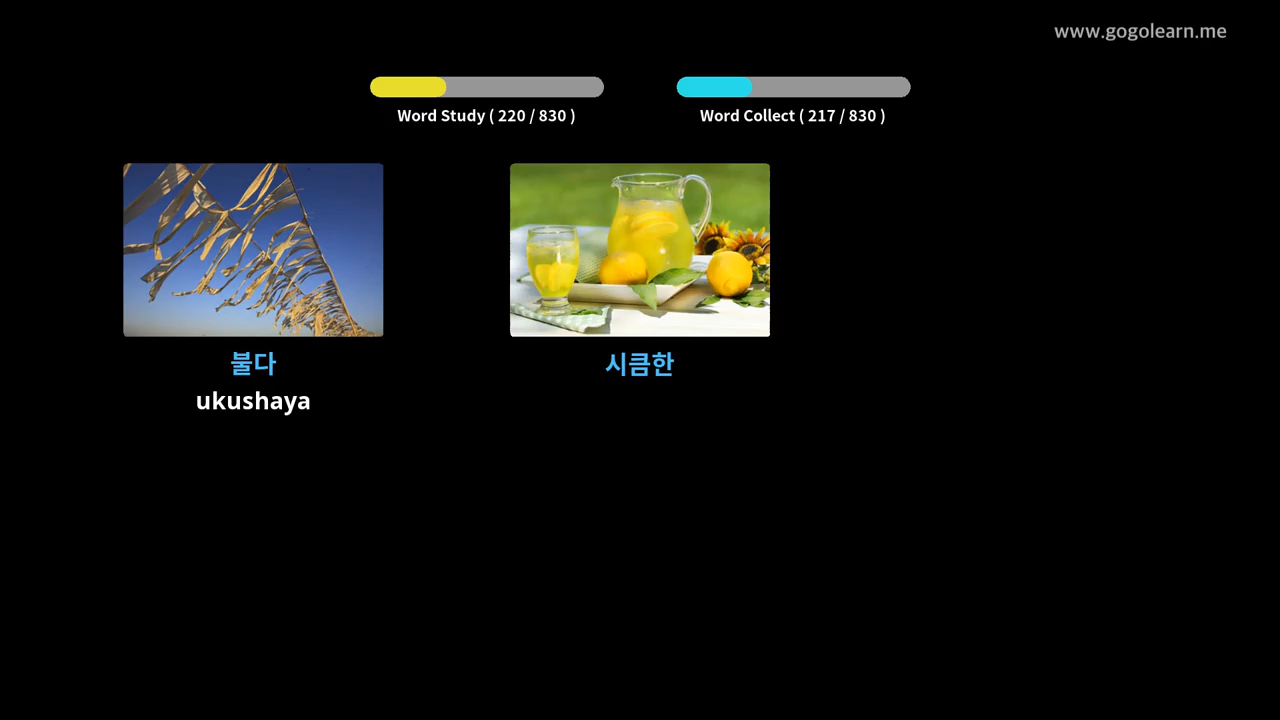 www.gogolearn.me
Word Study ( 220 / 830 )
Word Collect ( 217 / 830 )
불다
ukushaya
시큼한